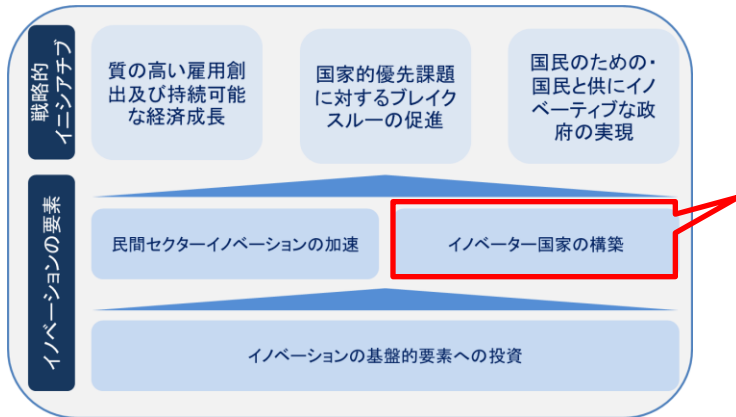 戦略的
イニシアチブ
質の高い雇用創
出及び持続可能
な経済成長
国家的優先課題
に対するブレイク
スルーの促進
国民のための・
国民と供にイノ
ベーティブな政
府の実現
イノベーションの要素
民間セクターイノベーションの加速
イノベーター国家の構築
イノベーションの基盤的要素への投資